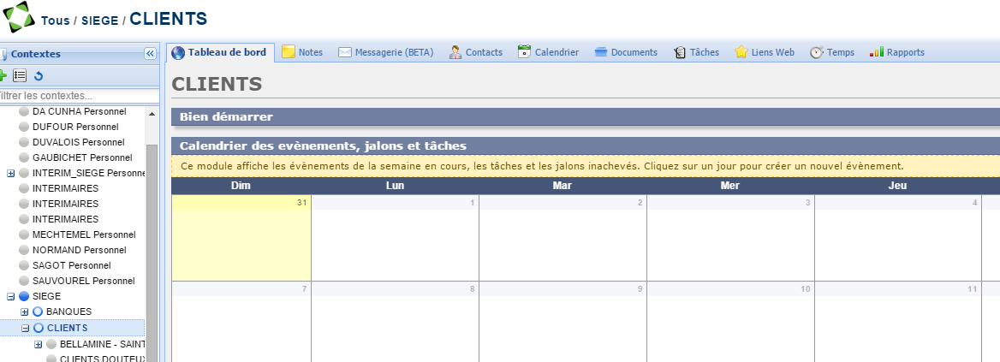 Tous / SIEGE / CLIENTS
Contextes
Tableau de bord
Notes
Messagerie (BETA)
Contacts
Calendrier
Documents
Tâches
Liens Web
Temps
Rapports
iltrer les contextes...
DA CUNHA Personnel
DUFOUR Personnel
DUVALOIS Personnel
GAUBICHET Personnel
INTERIM_SIEGE Personne
INTERIMAIRES
INTERIMAIRES
INTERIMAIRES
MECHTEMEL Personnel
NORMAND Personnel
SAGOT Personnel
SAUVOUREL Personnel
SIEGE
BANQUES
CLIENTS
BELLAMINE - SAINT
CLIENTS DOUTEUX
CLIENTS
Bien démarrer
Calendrier des evènements, jalons et tâches
Ce module affiche les évènements de la semaine en cours, les tâches et les jalons inachevés. Cliquez sur un jour pour créer un nouvel évènement.
Dim Lun Mar Mer Jeu
31 1 2 3 4
7 8 9 10 11